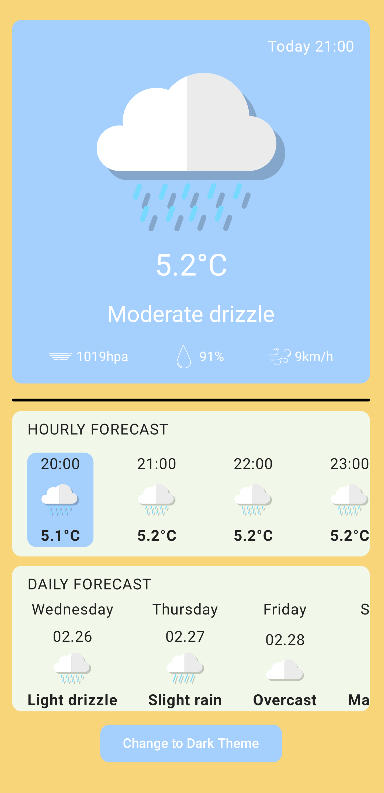 Today 21:00
5.2°C
Moderate drizzle
1019hpa 91% 9km/h
HOURLY FORECAST
20:00 21:00 22:00 23:00
5.1°C 5.2°C 5.2°C 5.2°C
DAILY FORECAST
Wednesday Thursday Friday S
02.26 02.27 02.28
Light drizzle Slight rain Overcast Ma
Change to Dark Theme